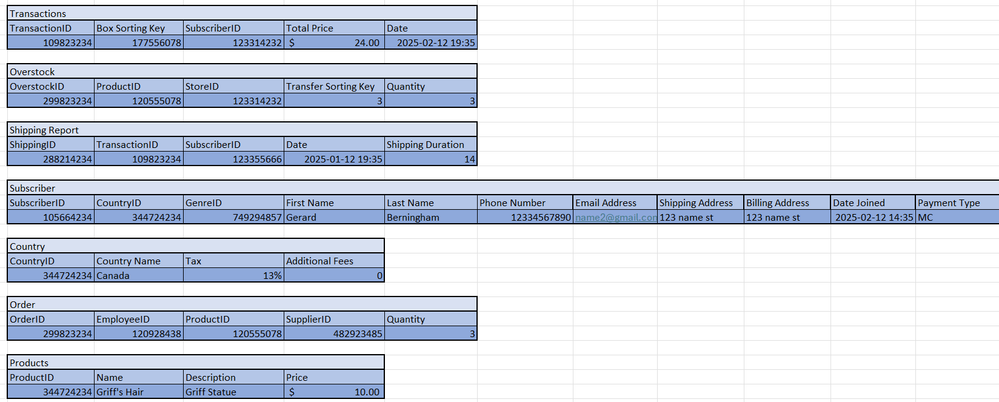 Transactions
TransactionID Box Sorting Key SubscriberID Total Price Date
109823234 177556078 123314232 $ 24.00 2025-02-12 19:35
Overstock
OverstockID ProductID StoreID Transfer Sorting Key Quantity
299823234 120555078 123314232 3 3
Shipping Report
ShippingID TransactionID SubscriberID Date Shipping Duration
288214234 109823234 123355666 2025-01-12 19:35 14
Subscriber
SubscriberID CountryID GenreID First Name Last Name Phone Number Email Address Shipping Address Billing Address Date Joined Payment Type
105664234 344724234 749294857 Gerard Berningham 12334567890 name2@gmail.com 123 name st 123 name st 2025-02-12 14:35 MC
Country
CountryID Country Name Tax Additional Fees
344724234 Canada 13% 0
Order
OrderID EmployeeID ProductID SupplierID Quantity
299823234 120928438 120555078 482923485 3
Products
ProductID Name Description Price
344724234 Griff's Hair Griff Statue $ 10.00